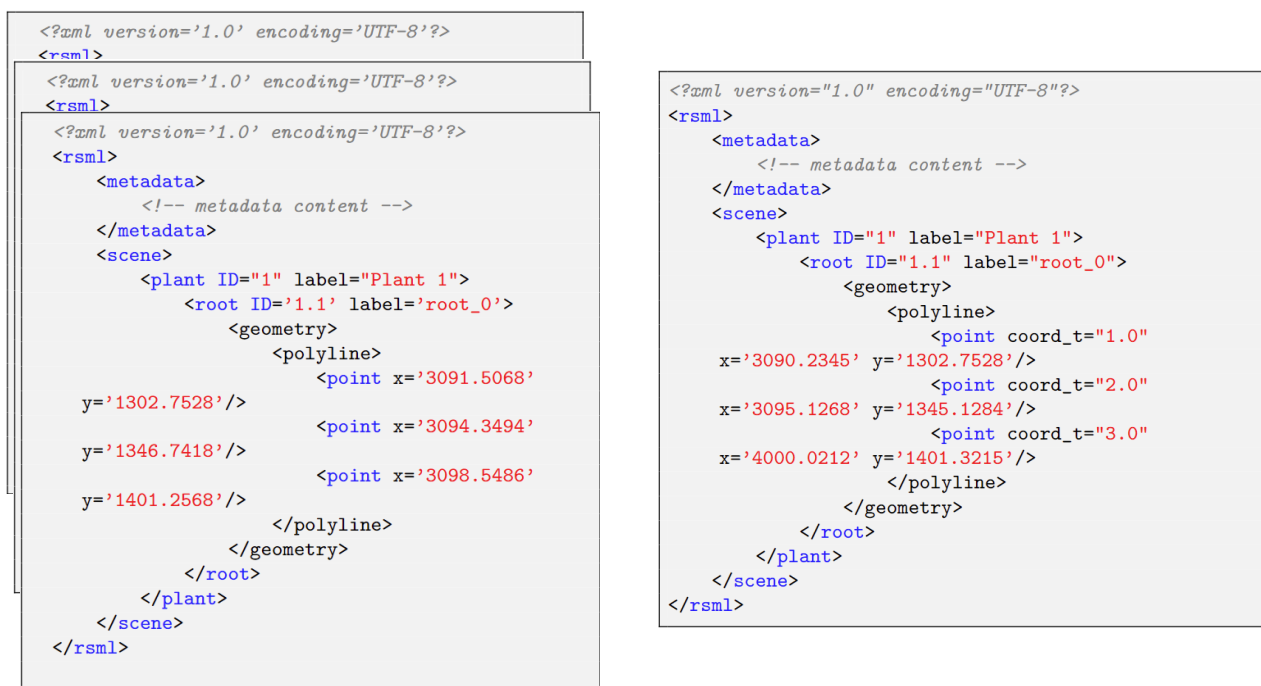 <?xml version='1.0' encoding='UTF-8'?>
<rsml>
<?xml version='1.0' encoding='UTF-8'?>
<rsml>
<?xml version='1.0' encoding='UTF-8'?>
<rsml>
<metadata>
<!-- metadata content -->
</metadata>
<scene>
<plant ID="1" label="Plant 1">
<root ID='1.1' label='root_0'>
<geometry>
<polyline>
<point x='3091.5068'
y='1302.7528'/>
<point x='3094.3494'
y='1346.7418'/>
<point x='3098.5486'
y='1401.2568'/>
</polyline>
</geometry>
</root>
</plant>
</scene>
</rsml>
<?xml version="1.0" encoding="UTF-8"?>
<rsml>
<metadata>
<!-- metadata content -->
</metadata>
<scene>
<plant ID="1" label="Plant 1">
<root ID="1.1" label="root_0">
<geometry>
<polyline>
<point coord_t="1.0"
x='3090.2345' y='1302.7528'/>
<point coord_t="2.0"
x='3095.1268' y='1345.1284'/>
<point coord_t="3.0"
x='4000.0212' y='1401.3215'/>
</polyline>
</geometry>
</root>
</plant>
</scene>
</rsml>